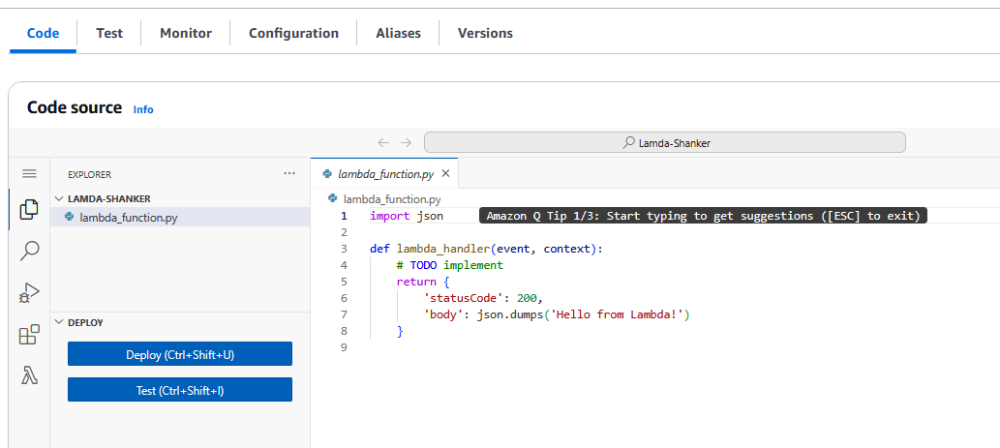 Code Test Monitor Configuration Aliases Versions
Code source Info
Lamda-Shanker
EXPLORER ···
LAMDA-SHANKER
lambda_function.py
DEPLOY
Deploy (Ctrl+Shift+U)
Test (Ctrl+Shift+I)
lambda_function.py
lambda_function.py
1 import json Amazon Q Tip 1/3: Start typing to get suggestions ([ESC] to exit)
2
3 def lambda_handler(event, context):
4     # TODO implement
5     return {
6         'statusCode': 200,
7         'body': json.dumps('Hello from Lambda!')
8     }
9